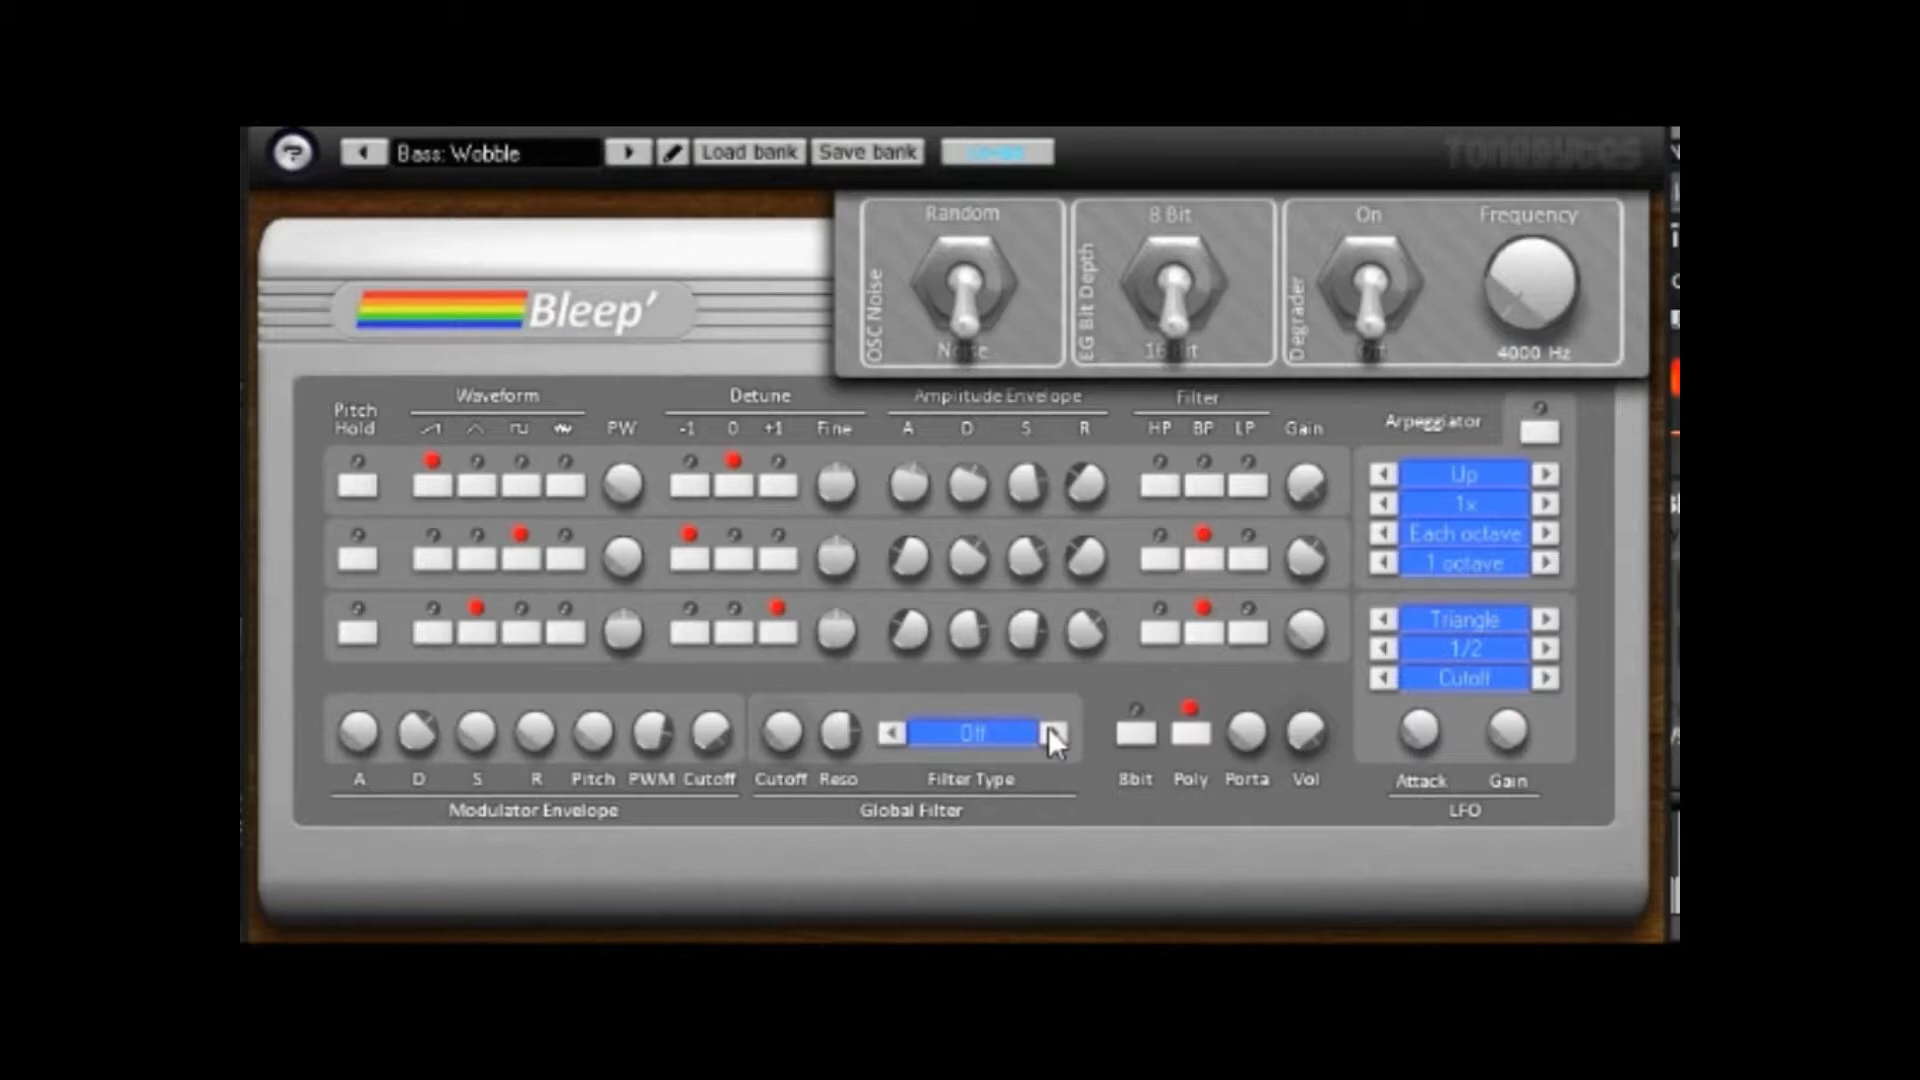 Bass: Wobble
Load bank
Save bank
Random
8 Bit
On
Frequency
OSC Noise
EG Bit Depth
Degrader
Noise
4000 Hz
Bleep'
Waveform
Detune
Amplitude Envelope
Filter
Arpeggiator
Pitch
Hold
PW
-1
0
+1
Fine
A
D
S
R
HP
BP
LP
Gain
Up
1x
Each octave
1 octave
Triangle
1/2
Cutoff
Off
A
D
S
R
Pitch
PWM
Cutoff
Cutoff
Reso
Filter Type
8bit
Poly
Porta
Vol
Attack
Gain
Modulator Envelope
Global Filter
LFO